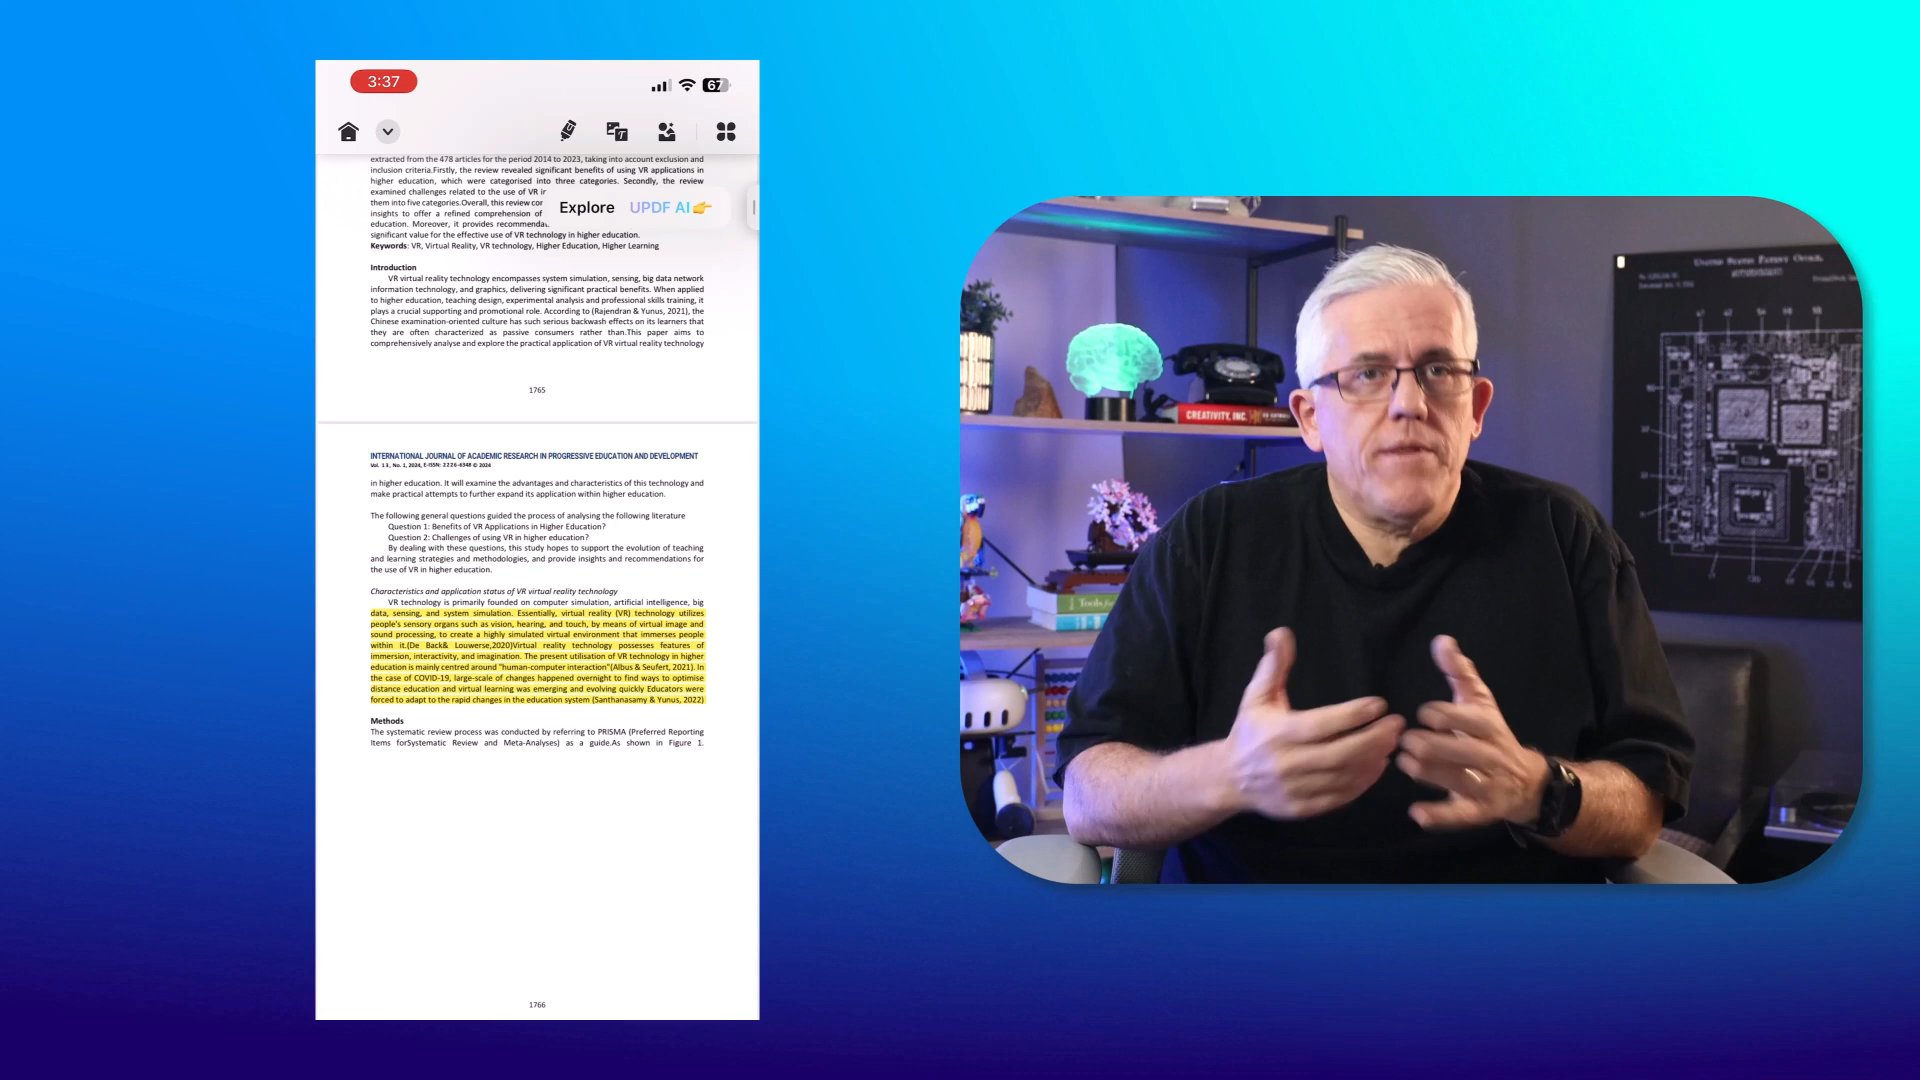 3:37
67
extracted from the 478 articles for the period 2014 to 2023, taking into account exclusion and
inclusion criteria.Firstly, the review revealed significant benefits of using VR applications in
higher education, which were categorised into three categories. Secondly, the review
examined challenges related to the use of VR ir
them into five categories.Overall, this review cor
insights to offer a refined comprehension of
education. Moreover, it provides recommendat
significant value for the effective use of VR technology in higher education.
Explore UPDF AI👉
Keywords: VR, Virtual Reality, VR technology, Higher Education, Higher Learning
Introduction
VR virtual reality technology encompasses system simulation, sensing, big data network
information technology, and graphics, delivering significant practical benefits. When applied
to higher education, teaching design, experimental analysis and professional skills training, it
plays a crucial supporting and promotional role. According to (Rajendran & Yunus, 2021), the
Chinese examination-oriented culture has such serious backwash effects on its learners that
they are often characterized as passive consumers rather than.This paper aims to
comprehensively analyse and explore the practical application of VR virtual reality technology
1765
INTERNATIONAL JOURNAL OF ACADEMIC RESEARCH IN PROGRESSIVE EDUCATION AND DEVELOPMENT
Vol. 13, No. 1, 2024, E-ISSN: 2226-6348 © 2024
in higher education. It will examine the advantages and characteristics of this technology and
make practical attempts to further expand its application within higher education.
The following general questions guided the process of analysing the following literature
Question 1: Benefits of VR Applications in Higher Education?
Question 2: Challenges of using VR in higher education?
By dealing with these questions, this study hopes to support the evolution of teaching
and learning strategies and methodologies, and provide insights and recommendations for
the use of VR in higher education.
Characteristics and application status of VR virtual reality technology
VR technology is primarily founded on computer simulation, artificial intelligence, big
data, sensing, and system simulation. Essentially, virtual reality (VR) technology utilizes
people's sensory organs such as vision, hearing, and touch, by means of virtual image and
sound processing, to create a highly simulated virtual environment that immerses people
within it.(De Back& Louwerse,2020)Virtual reality technology possesses features of
immersion, interactivity, and imagination. The present utilisation of VR technology in higher
education is mainly centred around "human-computer interaction"(Albus & Seufert, 2021). In
the case of COVID-19, large-scale of changes happened overnight to find ways to optimise
distance education and virtual learning was emerging and evolving quickly Educators were
forced to adapt to the rapid changes in the education system (Santhanasamy & Yunus, 2022)
Methods
The systematic review process was conducted by referring to PRISMA (Preferred Reporting
Items forSystematic Review and Meta-Analyses) as a guide.As shown in Figure 1.
1766
UNITED STATES PATENT OFFICE
CREATIVITY, INC.
Tools